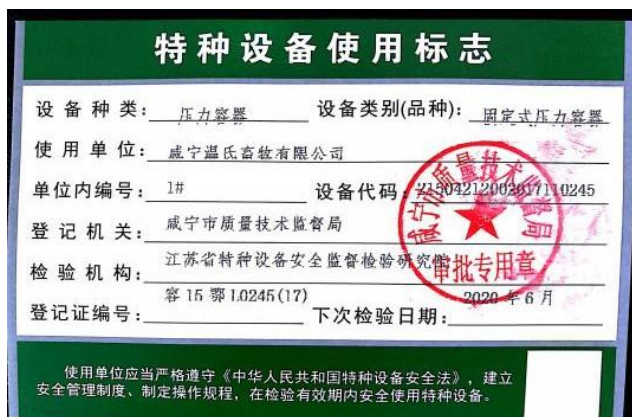 特种设备使用标志
设备种类: 压力容器 设备类别(品种): 固定式压力容器
使用单位: 咸宁温氏畜牧有限公司
单位内编号: 1# 设备代码: 21504212002017110245
登记机关: 咸宁市质量技术监督局
检验机构: 江苏省特种设备安全监督检验研究院
登记证编号: 容15鄂10245(17) 下次检验日期: 2020年6月
咸宁市质量技术监督局
审批专用章
使用单位应当严格遵守《中华人民共和国特种设备安全法》，建立
安全管理制度、制定操作规程，在检验有效期内安全使用特种设备。